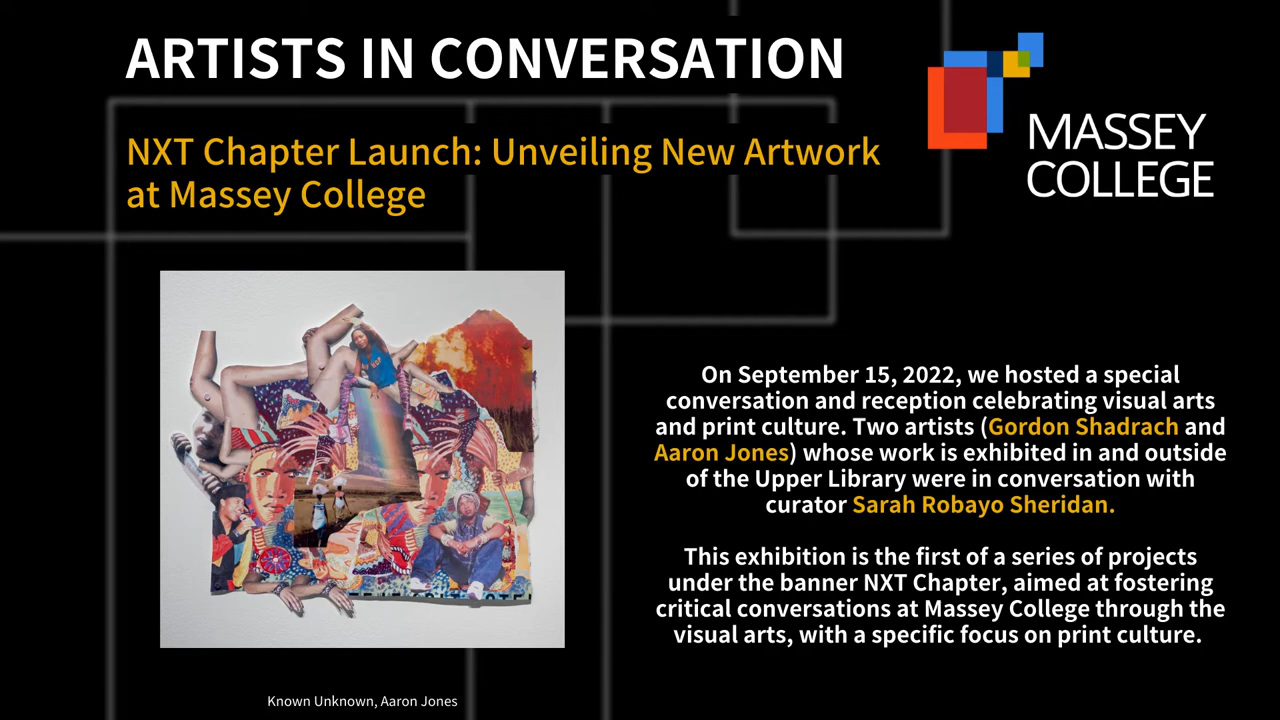 ARTISTS IN CONVERSATION
NXT Chapter Launch: Unveiling New Artwork
at Massey College
MASSEY
COLLEGE
On September 15, 2022, we hosted a special
conversation and reception celebrating visual arts
and print culture. Two artists (Gordon Shadrach and
Aaron Jones) whose work is exhibited in and outside
of the Upper Library were in conversation with
curator Sarah Robayo Sheridan.
This exhibition is the first of a series of projects
under the banner NXT Chapter, aimed at fostering
critical conversations at Massey College through the
visual arts, with a specific focus on print culture.
Known Unknown, Aaron Jones